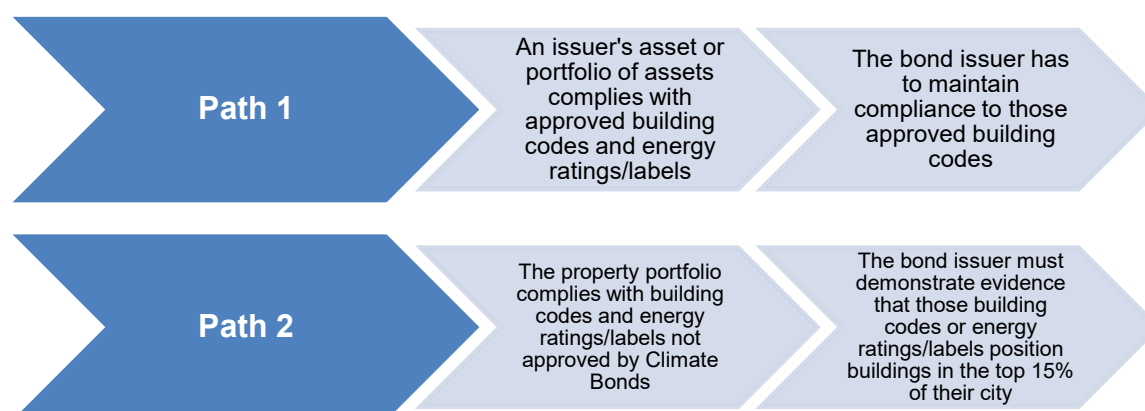 Path 1
An issuer's asset or
portfolio of assets
complies with
approved building
codes and energy
ratings/labels
The bond issuer has
to maintain
compliance to those
approved building
codes
Path 2
The property portfolio
complies with building
codes and energy
ratings/labels not
approved by Climate
Bonds
The bond issuer must
demonstrate evidence
that those building
codes or energy
ratings/labels position
buildings in the top 15%
of their city